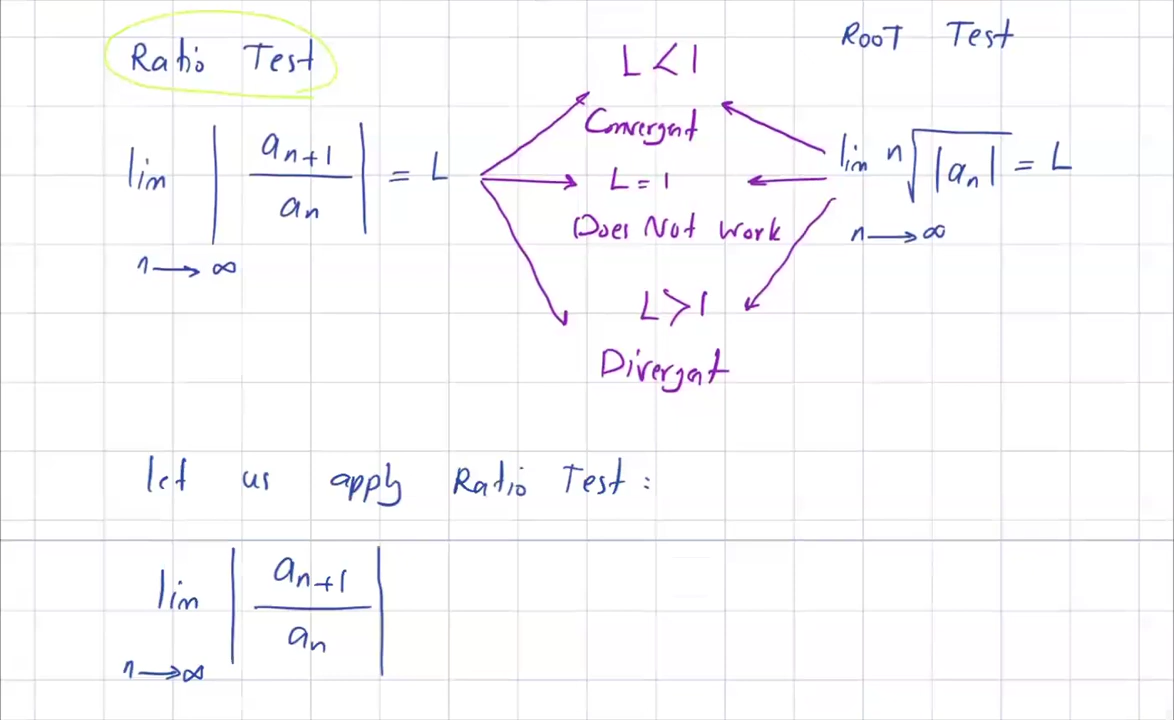 Ratio Test
Root Test
L < 1
Convergent
lim n→∞ | a_{n+1} / a_n | = L
L = 1
lim n→∞ n√|a_n| = L
Does Not Work
L > 1
Divergent
let us apply Ratio Test:
lim n→∞ | a_{n+1} / a_n |